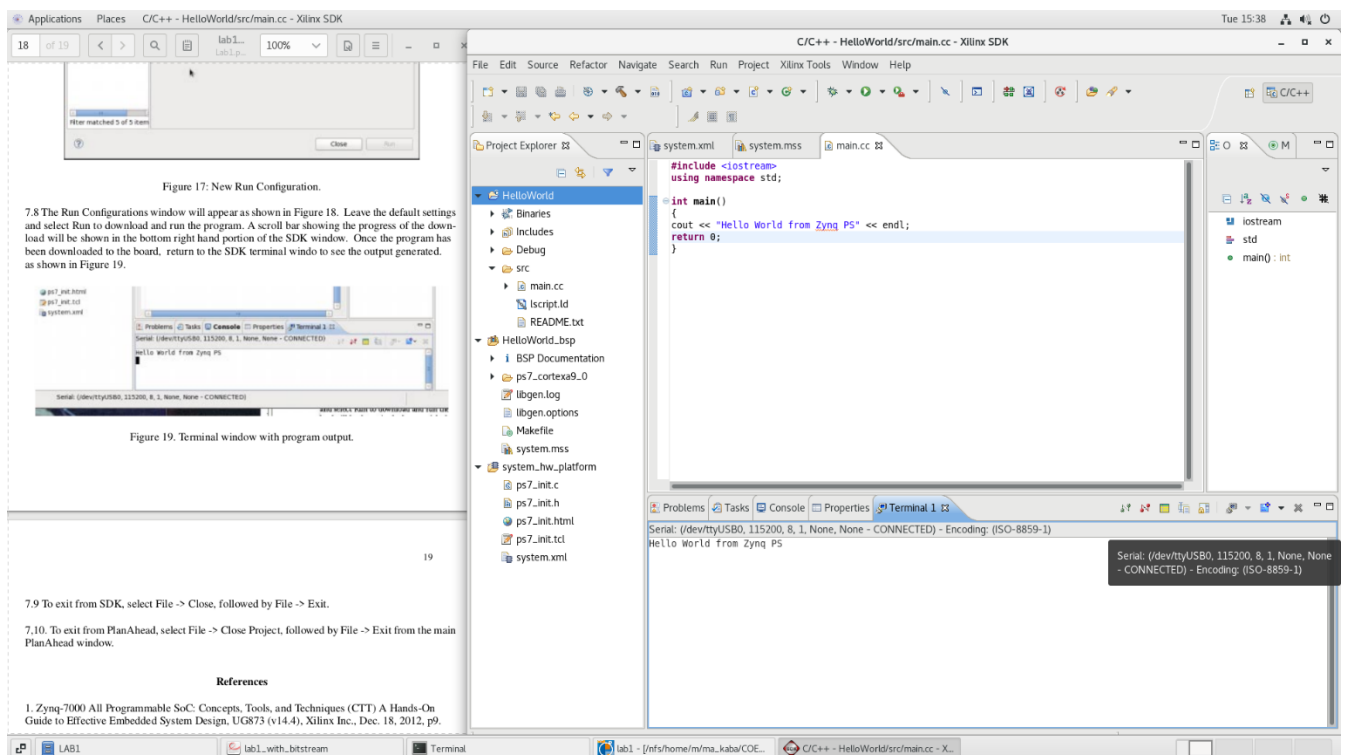 Applications Places C/C++ - HelloWorld/src/main.cc - Xilinx SDK Tue 15:38
18 of 19 lab1... Lab1.p... 100%
Filter matched 5 of 5 item
Close Run
Figure 17: New Run Configuration.
7.8 The Run Configurations window will appear as shown in Figure 18. Leave the default settings
and select Run to download and run the program. A scroll bar showing the progress of the down-
load will be shown in the bottom right hand portion of the SDK window. Once the program has
been downloaded to the board, return to the SDK terminal windo to see the output generated.
as shown in Figure 19.
ps7_init.html
ps7_init.tcl
system.xml
Problems Tasks Console Properties Terminal 1
Serial: (/dev/ttyUSB0, 115200, 8, 1, None, None - CONNECTED)
Hello World from Zynq PS
Serial: (/dev/ttyUSB0, 115200, 8, 1, None, None - CONNECTED)
Figure 19. Terminal window with program output.
19
7.9 To exit from SDK, select File -> Close, followed by File -> Exit.
7,10. To exit from PlanAhead, select File -> Close Project, followed by File -> Exit from the main
PlanAhead window.
References
1. Zynq-7000 All Programmable SoC: Concepts, Tools, and Techniques (CTT) A Hands-On
Guide to Effective Embedded System Design, UG873 (v14.4), Xilinx Inc., Dec. 18, 2012, p9.
C/C++ - HelloWorld/src/main.cc - Xilinx SDK
File Edit Source Refactor Navigate Search Run Project Xilinx Tools Window Help
C/C++
Project Explorer
HelloWorld
Binaries
Includes
Debug
src
main.cc
lscript.ld
README.txt
HelloWorld_bsp
BSP Documentation
ps7_cortexa9_0
libgen.log
libgen.options
Makefile
system.mss
system_hw_platform
ps7_init.c
ps7_init.h
ps7_init.html
ps7_init.tcl
system.xml
system.xml system.mss main.cc
#include <iostream>
using namespace std;
int main()
{
cout << "Hello World from Zynq PS" << endl;
return 0;
}
O M
iostream
std
main() : int
Problems Tasks Console Properties Terminal 1
Serial: (/dev/ttyUSB0, 115200, 8, 1, None, None - CONNECTED) - Encoding: (ISO-8859-1)
Hello World from Zynq PS
Serial: (/dev/ttyUSB0, 115200, 8, 1, None, None
- CONNECTED) - Encoding: (ISO-8859-1)
LAB1 lab1_with_bitstream Terminal lab1 - [/nfs/home/m/ma_kaba/COE... C/C++ - HelloWorld/src/main.cc - X...